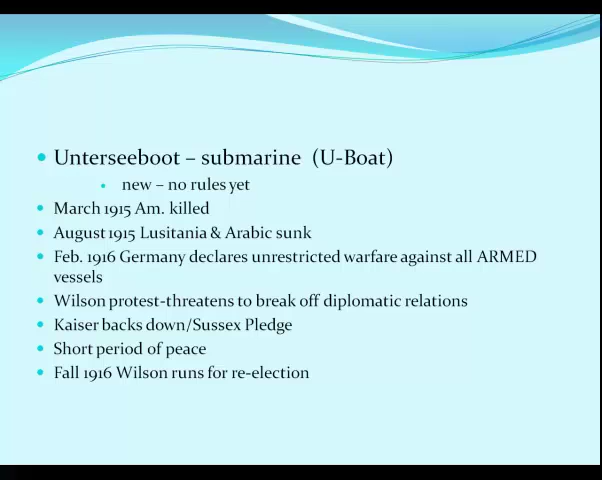 Unterseeboot – submarine (U-Boat)
new – no rules yet
March 1915 Am. killed
August 1915 Lusitania & Arabic sunk
Feb. 1916 Germany declares unrestricted warfare against all ARMED
vessels
Wilson protest-threatens to break off diplomatic relations
Kaiser backs down/Sussex Pledge
Short period of peace
Fall 1916 Wilson runs for re-election